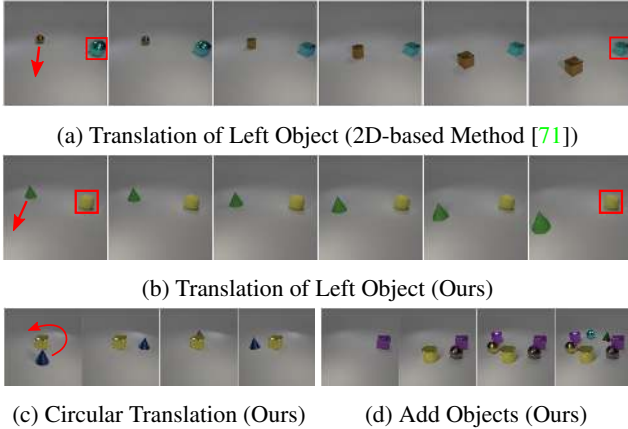 (a) Translation of Left Object (2D-based Method [71])
(b) Translation of Left Object (Ours)
(c) Circular Translation (Ours)
(d) Add Objects (Ours)